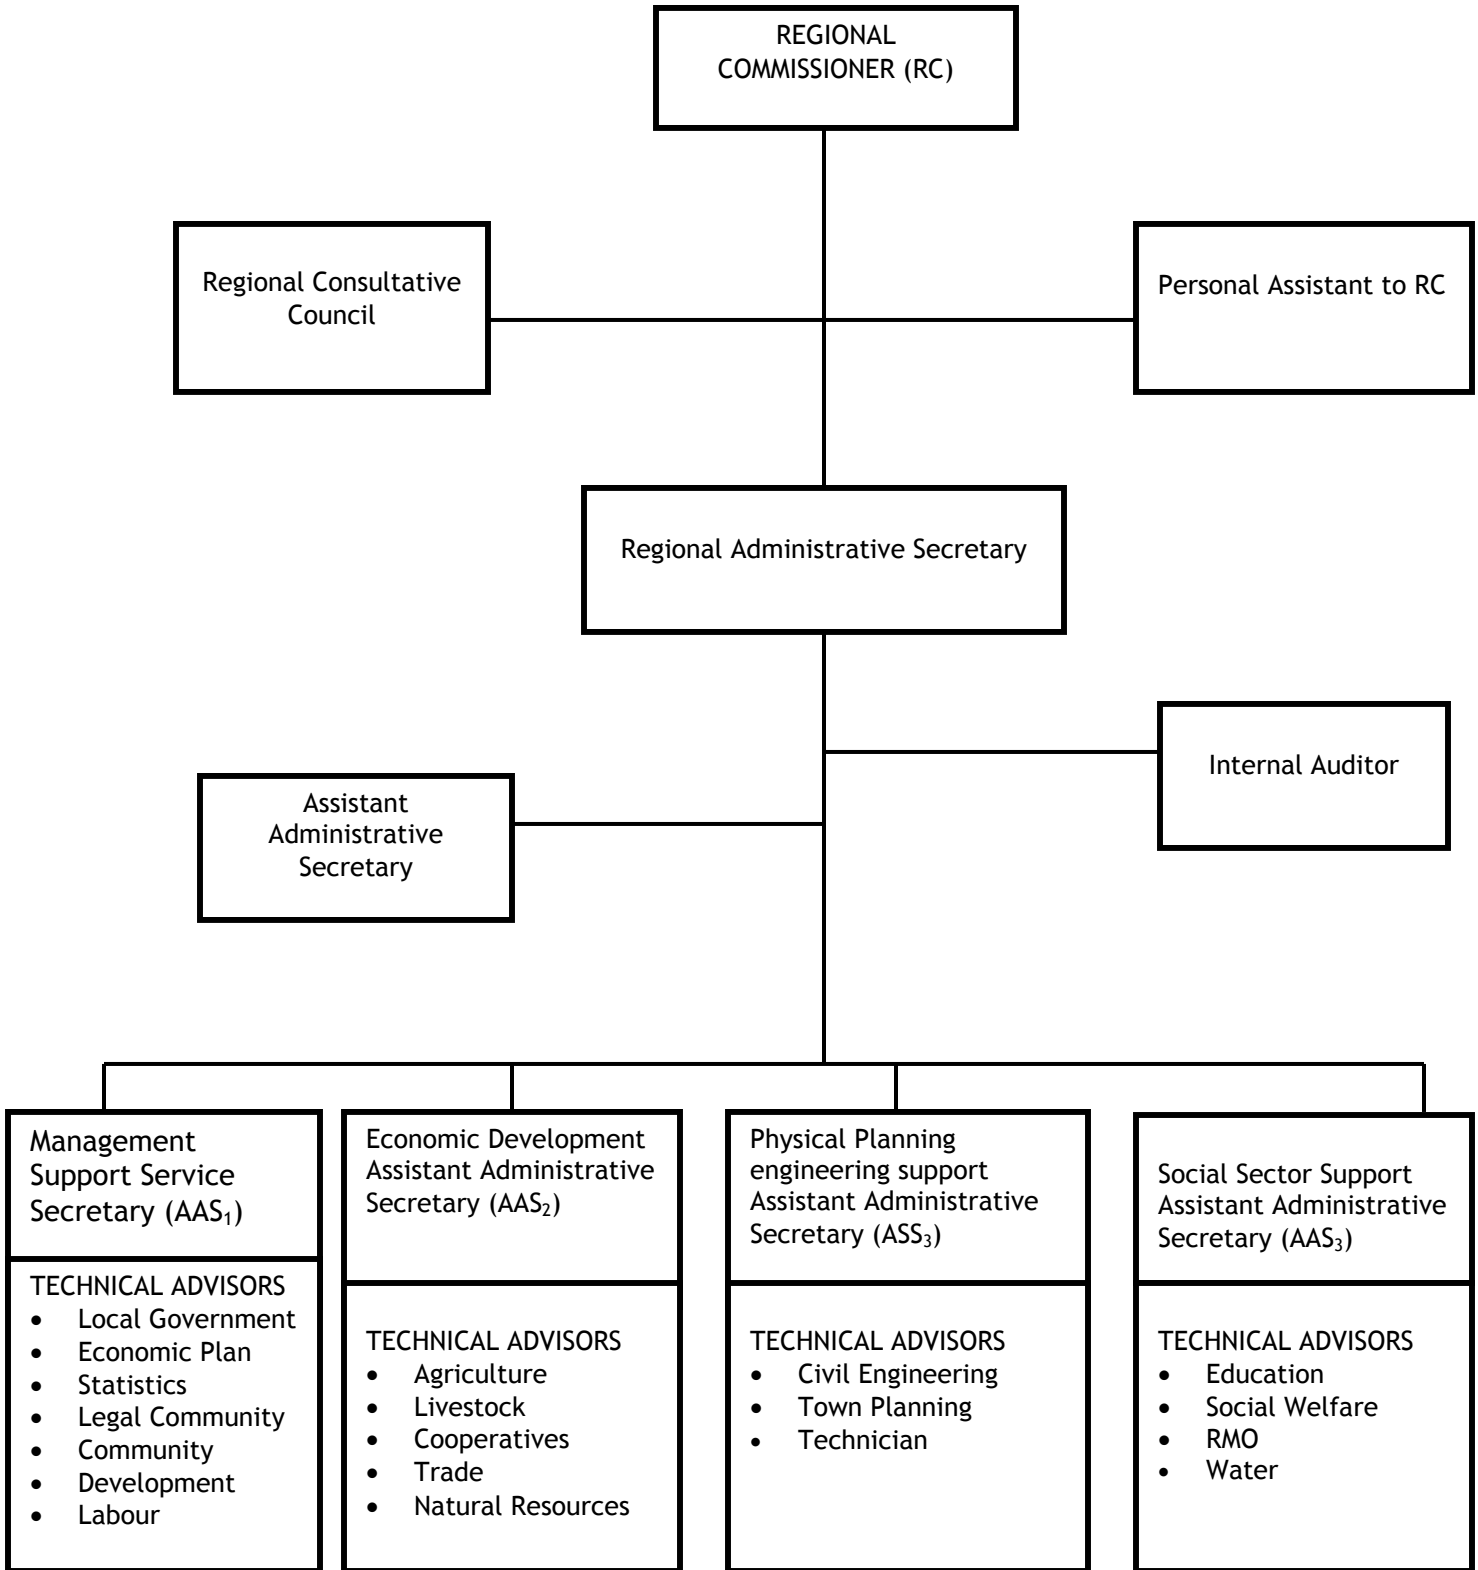 REGIONAL
COMMISSIONER (RC)
Regional Consultative
Council
Personal Assistant to RC
Regional Administrative Secretary
Internal Auditor
Assistant
Administrative
Secretary
Management
Support Service
Secretary (AAS₁)
TECHNICAL ADVISORS
• Local Government
• Economic Plan
• Statistics
• Legal Community
• Community
• Development
• Labour
Economic Development
Assistant Administrative
Secretary (AAS₂)
TECHNICAL ADVISORS
• Agriculture
• Livestock
• Cooperatives
• Trade
• Natural Resources
Physical Planning
engineering support
Assistant Administrative
Secretary (ASS₃)
TECHNICAL ADVISORS
• Civil Engineering
• Town Planning
• Technician
Social Sector Support
Assistant Administrative
Secretary (AAS₃)
TECHNICAL ADVISORS
• Education
• Social Welfare
• RMO
• Water